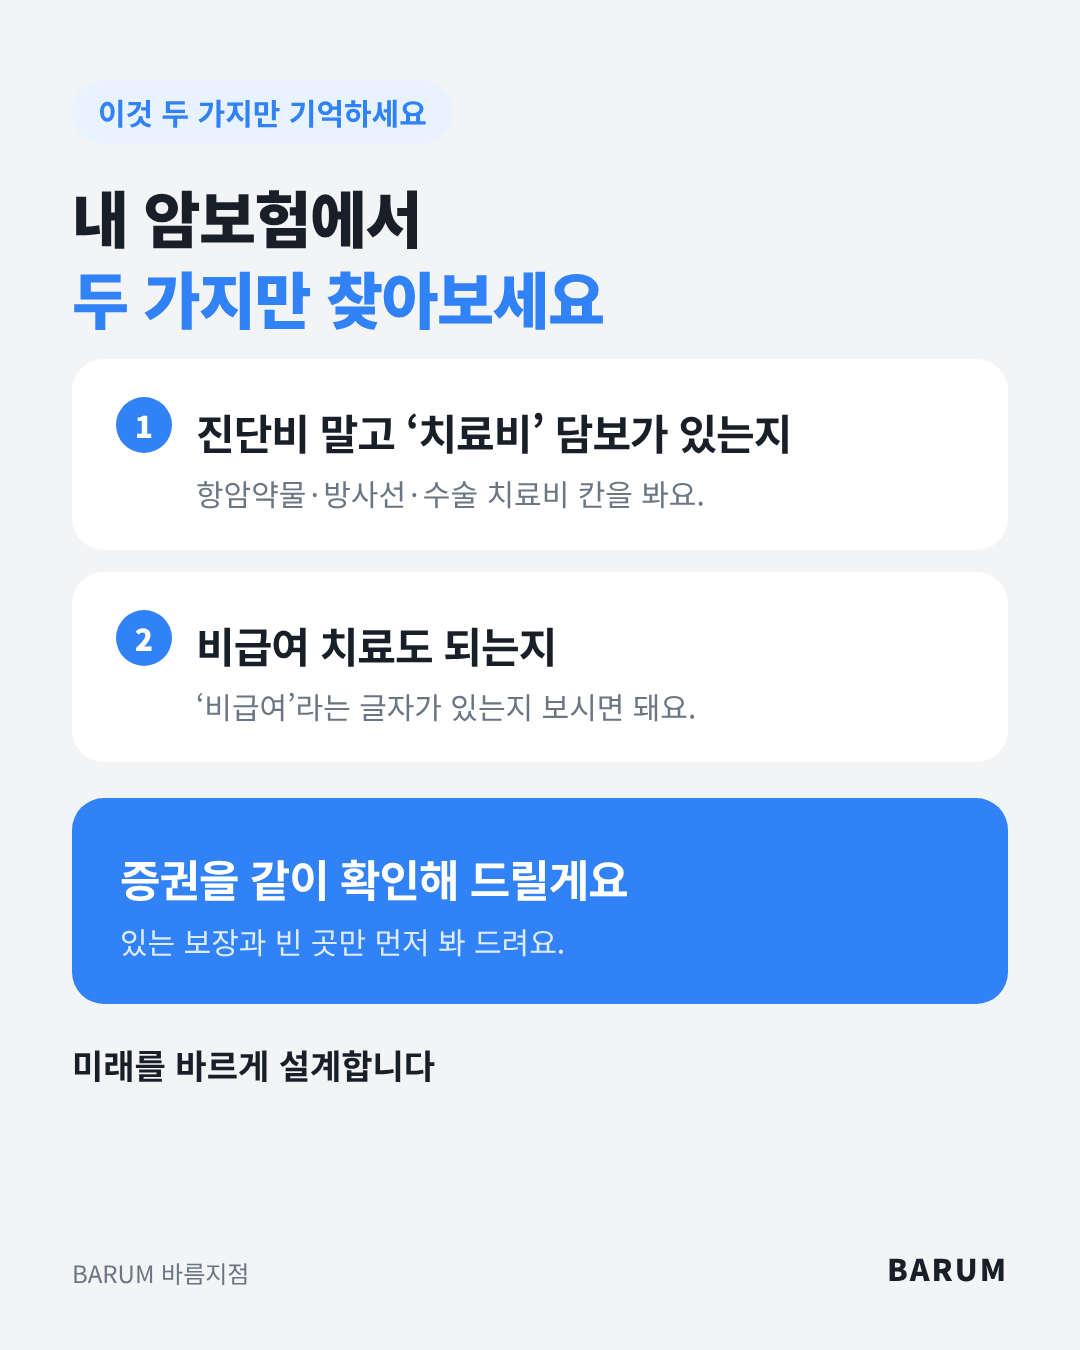 이것 두 가지만 기억하세요
내 암보험에서
두 가지만 찾아보세요
1
진단비 말고 ‘치료비’ 담보가 있는지
항암약물·방사선·수술 치료비 칸을 봐요.
2
비급여 치료도 되는지
‘비급여’라는 글자가 있는지 보시면 돼요.
증권을 같이 확인해 드릴게요
있는 보장과 빈 곳만 먼저 봐 드려요.
미래를 바르게 설계합니다
BARUM 바름지점
BARUM